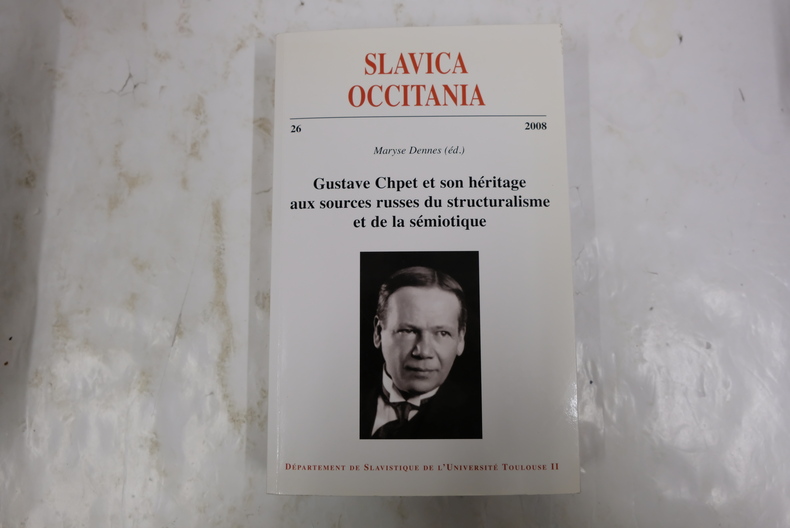 SLAVICA
OCCITANIA
26 2008
Maryse Dennes (éd.)
Gustave Chpet et son héritage
aux sources russes du structuralisme
et de la sémiotique
Département de Slavistique de l'Université Toulouse II